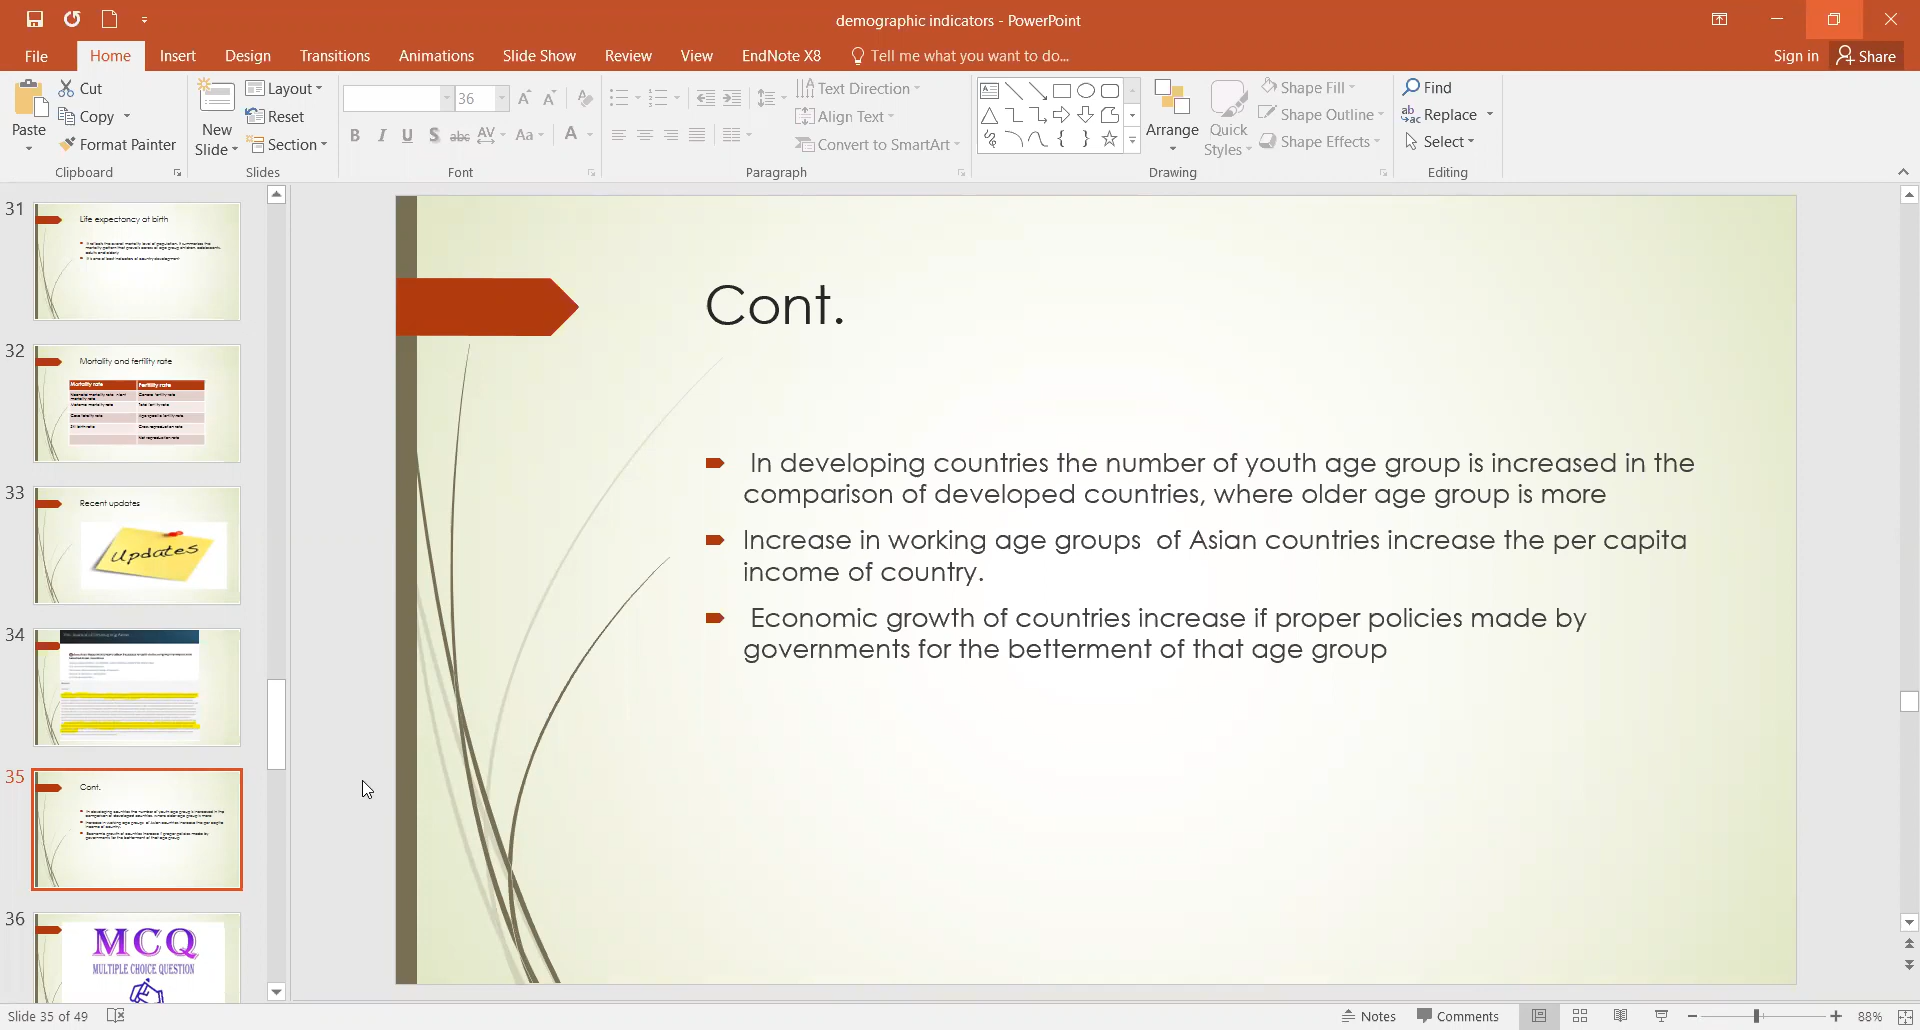 demographic indicators - PowerPoint
File Home Insert Design Transitions Animations Slide Show Review View EndNote X8 Tell me what you want to do... Sign in Share
Paste
Cut
Copy
Format Painter
Clipboard
New
Slide
Layout
Reset
Section
Slides
36
B I U S abc AV Aa A
Font
Text Direction
Align Text
Convert to SmartArt
Paragraph
Arrange
Quick
Styles
Shape Fill
Shape Outline
Shape Effects
Drawing
Find
Replace
Select
Editing
31
Life expectancy at birth
32
Mortality and fertility rate
Mortality rate Fertility rate
33
Recent updates
Updates
34
35
Cont.
36
MCQ
MULTIPLE CHOICE QUESTION
Cont.
In developing countries the number of youth age group is increased in the
comparison of developed countries, where older age group is more
Increase in working age groups  of Asian countries increase the per capita
income of country.
Economic growth of countries increase if proper policies made by
governments for the betterment of that age group
Slide 35 of 49
Notes Comments 88%